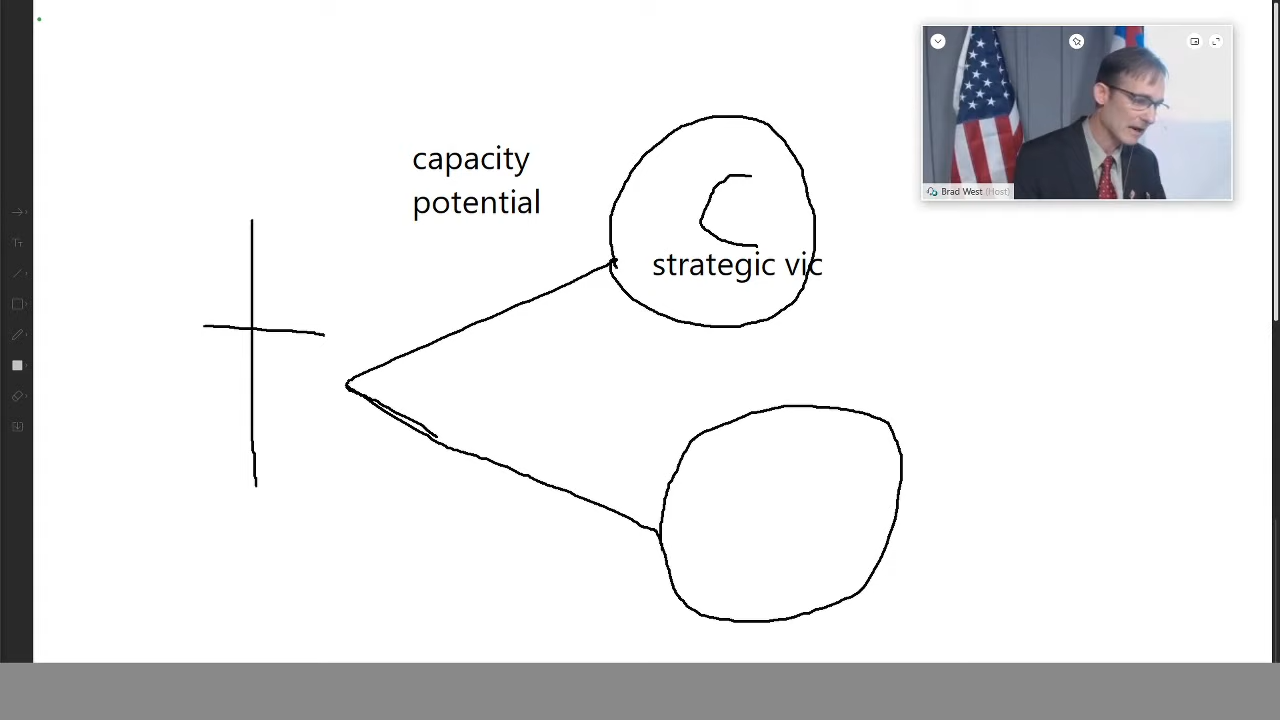 capacity
potential
C
strategic vic
Brad West (Host)